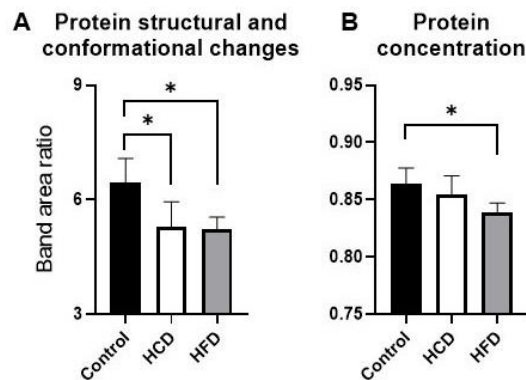 A Protein structural and
conformational changes
Band area ratio
9
6
3
*
*
Control
HCD
HFD
B Protein
concentration
0.95
0.90
0.85
0.80
0.75
*
Control
HCD
HFD